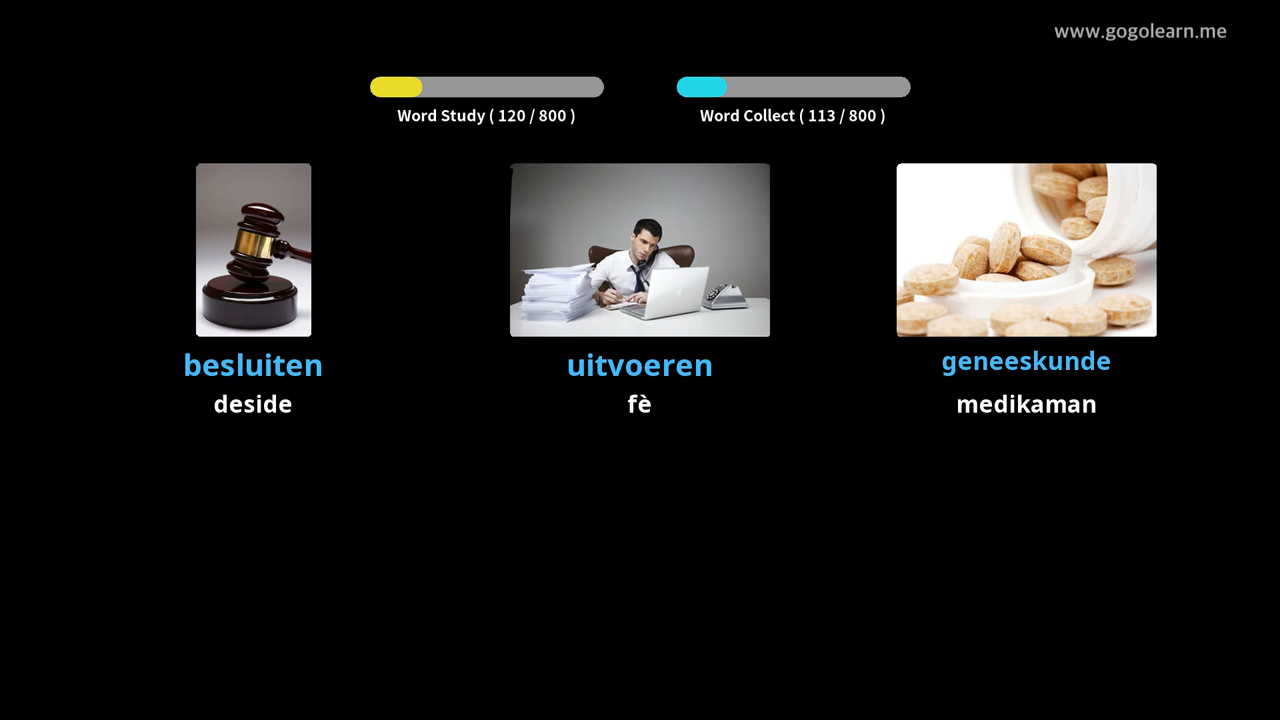 www.gogolearn.me
Word Study ( 120 / 800 )
Word Collect ( 113 / 800 )
besluiten
deside
uitvoeren
fè
geneeskunde
medikaman